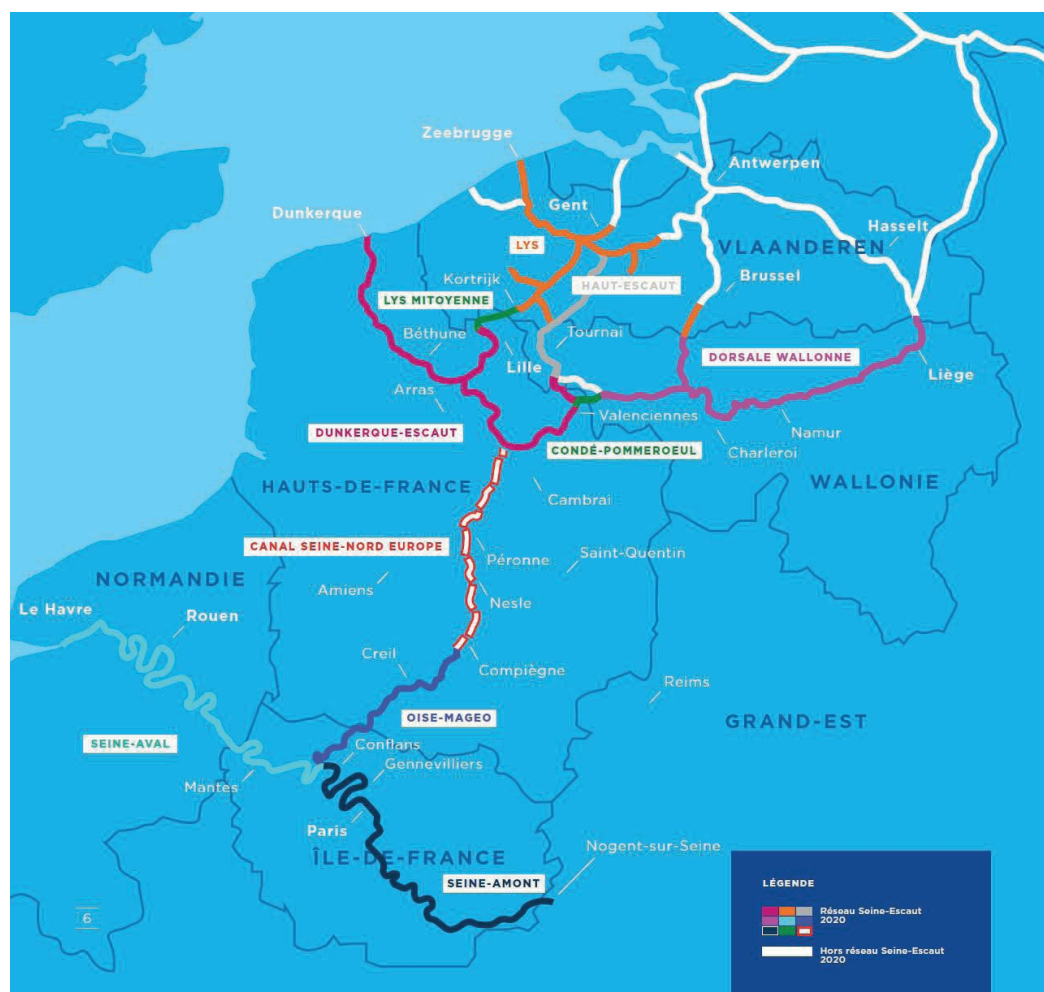 Zeebrugge
Antwerpen
Dunkerque
Gent
Hasselt
LYS
VLAANDEREN
Kortrijk
HAUT-ESCAUT
Brussel
LYS MITOYENNE
Béthune
Tournai
Lille
DORSALE WALLONNE
Liège
Arras
Valenciennes
DUNKERQUE-ESCAUT
Namur
CONDÉ-POMMEROEUL
Charleroi
HAUTS-DE-FRANCE
WALLONIE
Cambrai
CANAL SEINE-NORD EUROPE
Péronne
Saint-Quentin
NORMANDIE
Amiens
Nesle
Le Havre
Rouen
Creil
Compiègne
Reims
OISE-MAGEO
GRAND-EST
SEINE-AVAL
Conflans
Gennevilliers
Mantes
Paris
Nogent-sur-Seine
ÎLE-DE-FRANCE
SEINE-AMONT
LÉGENDE
Réseau Seine-Escaut
2020
Hors réseau Seine-Escaut
2020
6